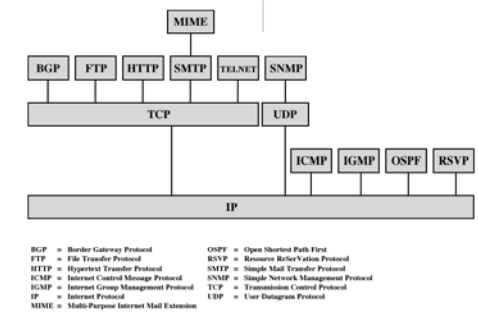 MIME
BGP FTP HTTP SMTP TELNET SNMP
TCP UDP
ICMP IGMP OSPF RSVP
IP
BGP = Border Gateway Protocol
FTP = File Transfer Protocol
HTTP = Hypertext Transfer Protocol
ICMP = Internet Control Message Protocol
IGMP = Internet Group Management Protocol
IP = Internet Protocol
MIME = Multi-Purpose Internet Mail Extension
OSPF = Open Shortest Path First
RSVP = Resource ReSerVation Protocol
SMTP = Simple Mail Transfer Protocol
SNMP = Simple Network Management Protocol
TCP = Transmission Control Protocol
UDP = User Datagram Protocol